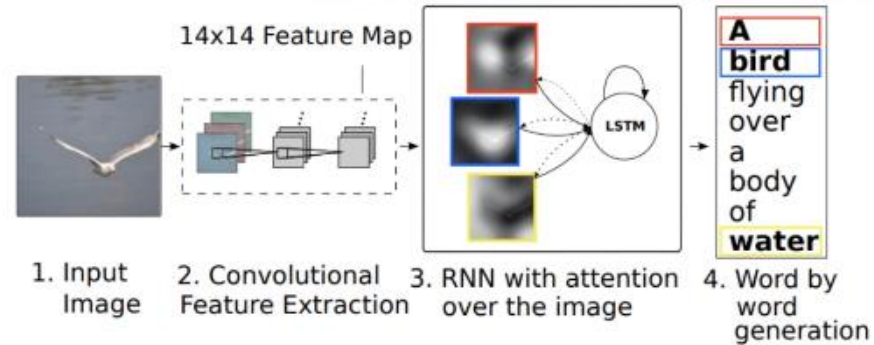 14x14 Feature Map
LSTM
A
bird
flying
over
a
body
of
water
1. Input
Image
2. Convolutional
Feature Extraction
3. RNN with attention
over the image
4. Word by
word
generation